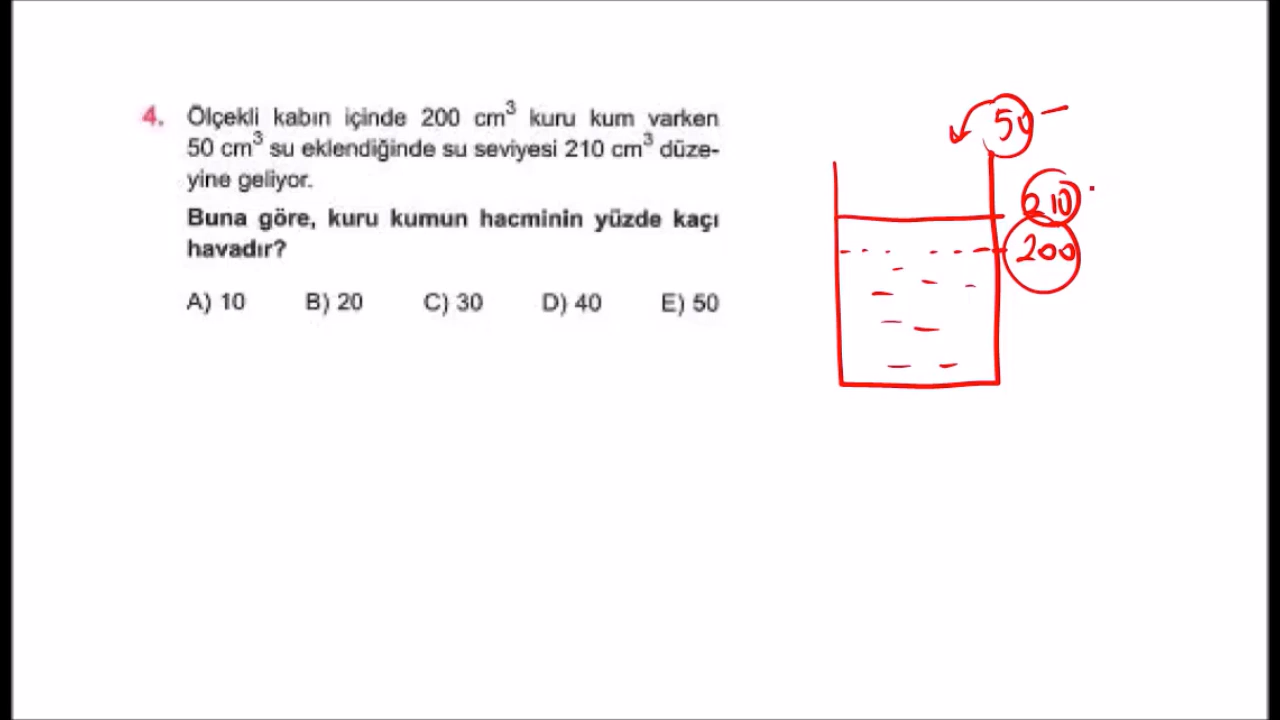 4. Ölçekli kabın içinde 200 cm³ kuru kum varken
50 cm³ su eklendiğinde su seviyesi 210 cm³ düze-
yine geliyor.
Buna göre, kuru kumun hacminin yüzde kaçı
havadır?
A) 10 B) 20 C) 30 D) 40 E) 50
50
210
200